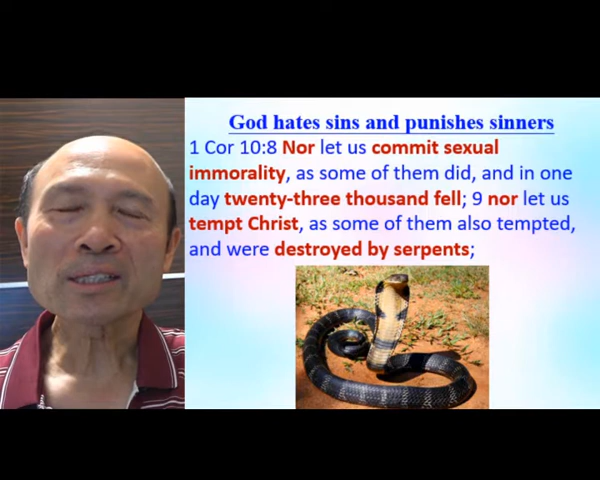 God hates sins and punishes sinners
1 Cor 10:8 Nor let us commit sexual
immorality, as some of them did, and in one
day twenty-three thousand fell; 9 nor let us
tempt Christ, as some of them also tempted,
and were destroyed by serpents;